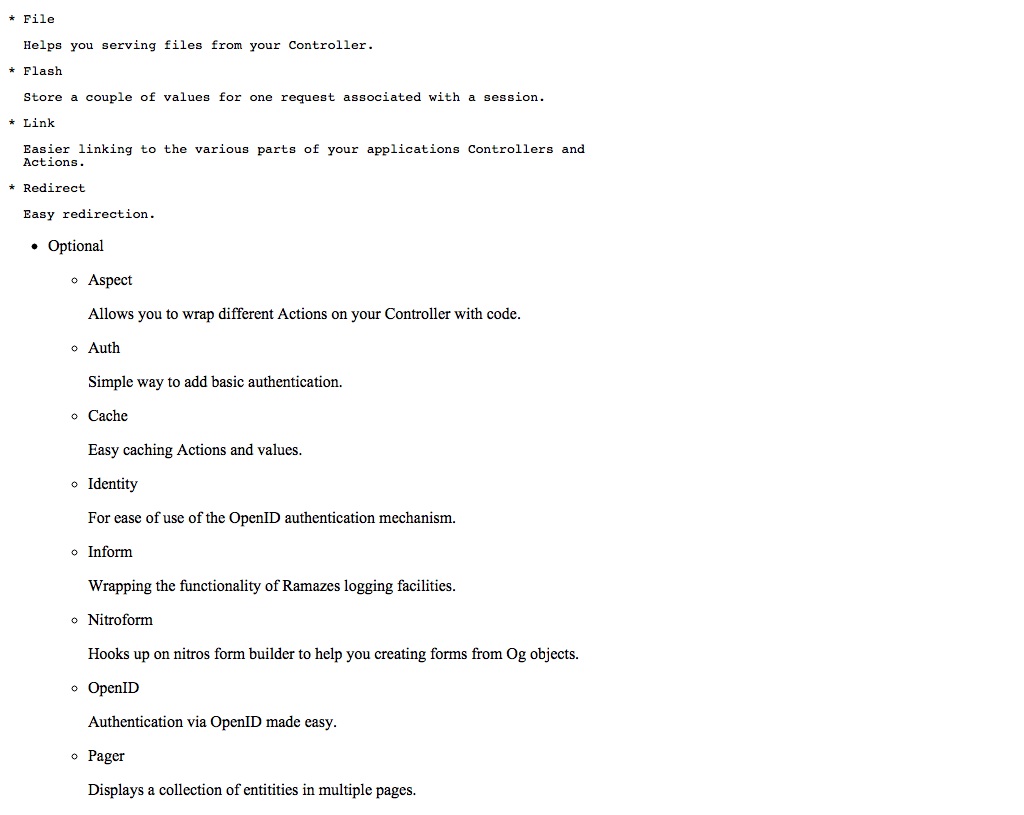 * File
Helps you serving files from your Controller.
* Flash
Store a couple of values for one request associated with a session.
* Link
Easier linking to the various parts of your applications Controllers and
Actions.
* Redirect
Easy redirection.
• Optional
◦ Aspect
Allows you to wrap different Actions on your Controller with code.
◦ Auth
Simple way to add basic authentication.
◦ Cache
Easy caching Actions and values.
◦ Identity
For ease of use of the OpenID authentication mechanism.
◦ Inform
Wrapping the functionality of Ramazes logging facilities.
◦ Nitroform
Hooks up on nitros form builder to help you creating forms from Og objects.
◦ OpenID
Authentication via OpenID made easy.
◦ Pager
Displays a collection of entitities in multiple pages.